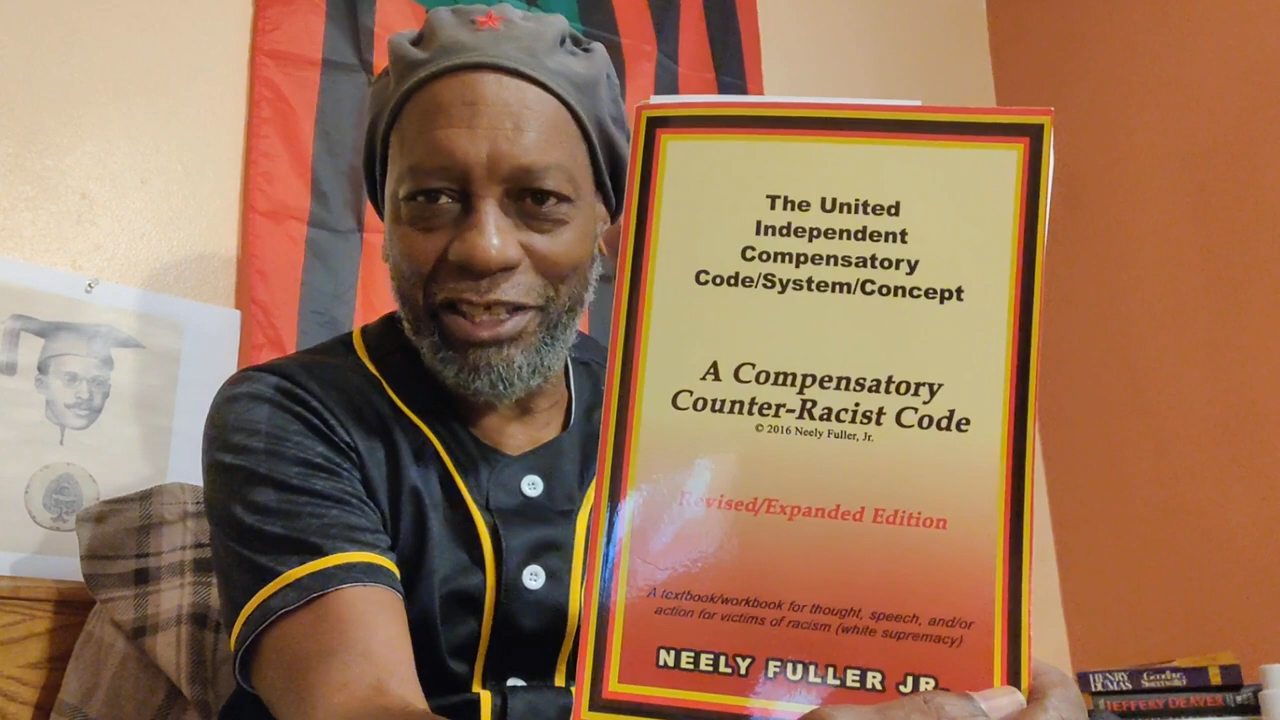 The United
Independent
Compensatory
Code/System/Concept
A Compensatory
Counter-Racist Code
© 2016 Neely Fuller, Jr.
Revised/Expanded Edition
A textbook/workbook for thought, speech, and/or
action for victims of racism (white supremacy)
NEELY FULLER JR.
HENRY
DUMAS
Goodbye,
Sweetwater
JEFFERY DEAVER